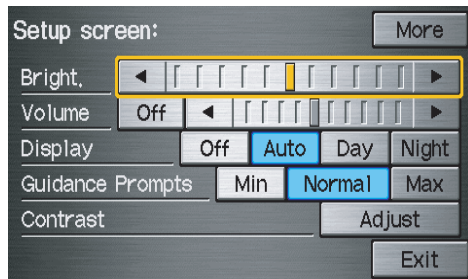 Setup screen: More
Bright.
Volume Off
Display Off Auto Day Night
Guidance Prompts Min Normal Max
Contrast Adjust
Exit